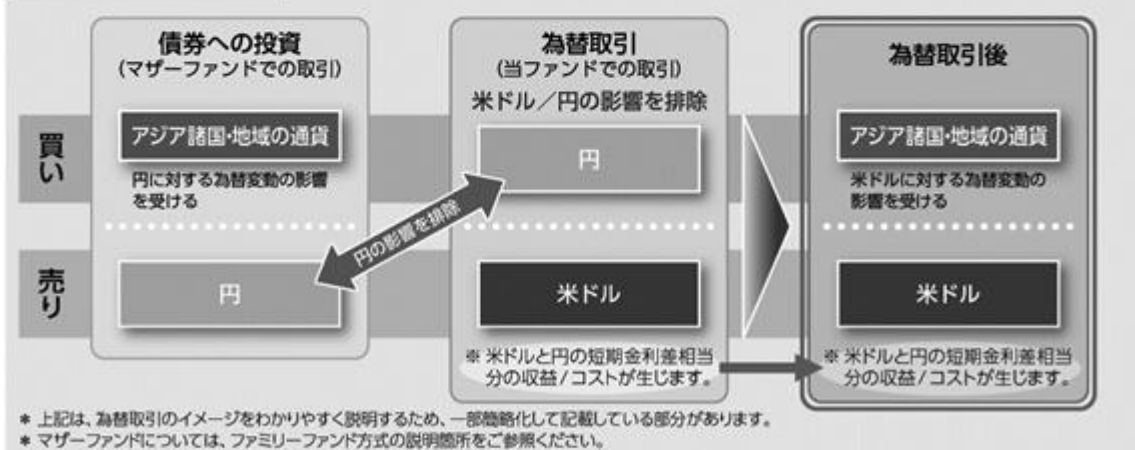 債券への投資
(マザーファンドでの取引)
為替取引
(当ファンドでの取引)
米ドル/円の影響を排除
為替取引後
買い
アジア諸国・地域の通貨
円に対する為替変動の影響
を受ける
円
アジア諸国・地域の通貨
米ドルに対する為替変動の
影響を受ける
円の影響を排除
売り
円
米ドル
※ 米ドルと円の短期金利差相当
分の収益/コストが生じます。
米ドル
※ 米ドルと円の短期金利差相当
分の収益/コストが生じます。
* 上記は、為替取引のイメージをわかりやすく説明するため、一部簡略化して記載している部分があります。
* マザーファンドについては、ファミリーファンド方式の説明箇所をご参照ください。